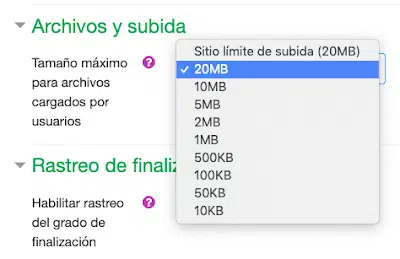 Archivos y subida
Tamaño máximo
para archivos
cargados por
usuarios
Sitio límite de subida (20MB)
20MB
10MB
5MB
2MB
1MB
500KB
100KB
50KB
10KB
Rastreo de
Habilitar rastreo
del grado de
finalización